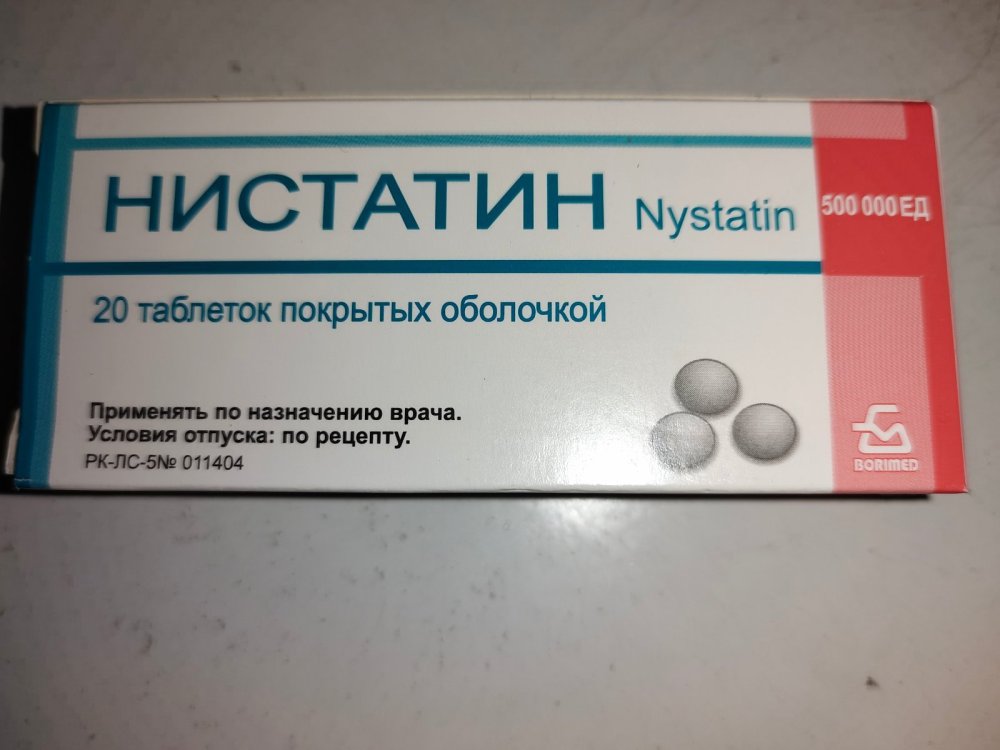 НИСТАТИН Nystatin
500 000 ЕД
20 таблеток покрытых оболочкой
Применять по назначению врача.
Условия отпуска: по рецепту.
РК-ЛС-5№ 011404
BORIMED